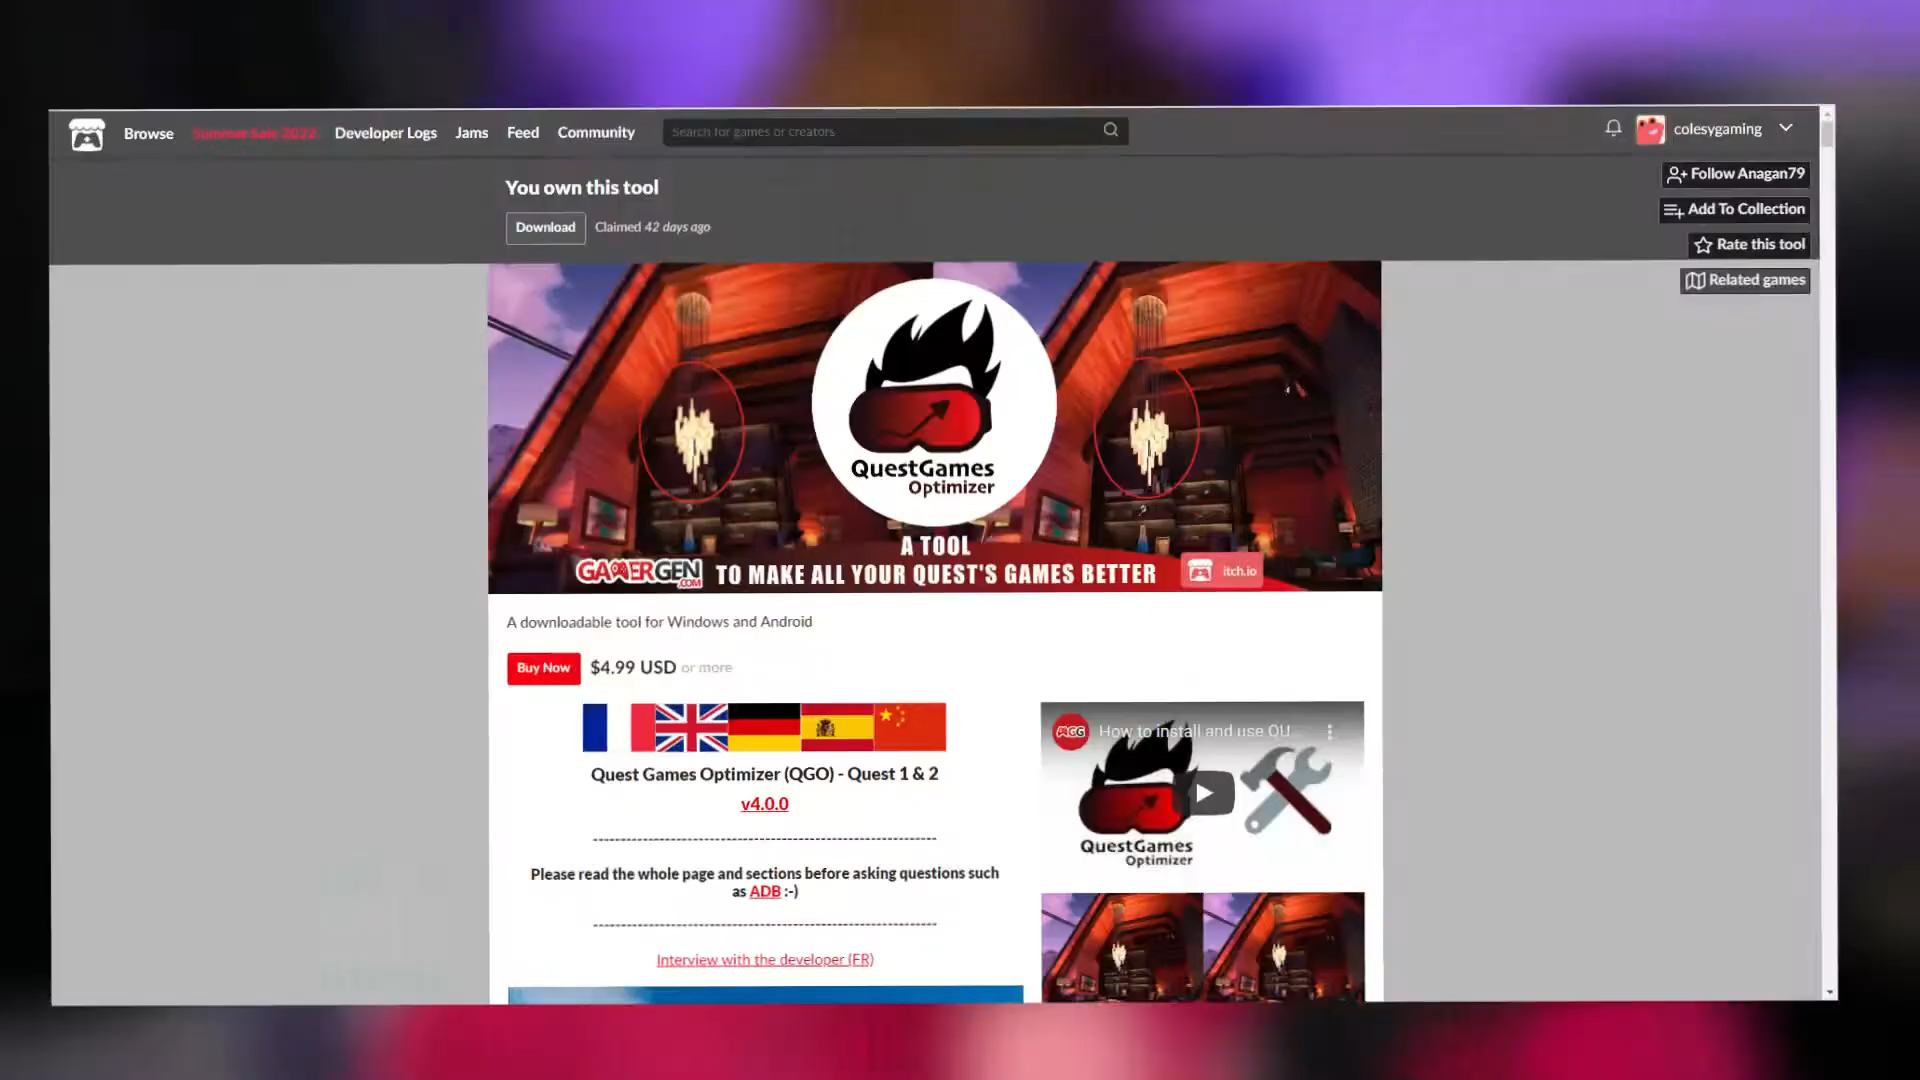 Browse Summer Sale 2022 Developer Logs Jams Feed Community
Search for games or creators
colesygaming
You own this tool
Download Claimed 42 days ago
Follow Anagan79
Add To Collection
Rate this tool
Related games
QuestGames
Optimizer
A TOOL
GAMERGEN.COM TO MAKE ALL YOUR QUEST'S GAMES BETTER itch.io
A downloadable tool for Windows and Android
Buy Now $4.99 USD or more
Quest Games Optimizer (QGO) - Quest 1 & 2
v4.0.0
Please read the whole page and sections before asking questions such
as ADB :-)
Interview with the developer (FR)
AGG How to install and use QU
QuestGames
Optimizer